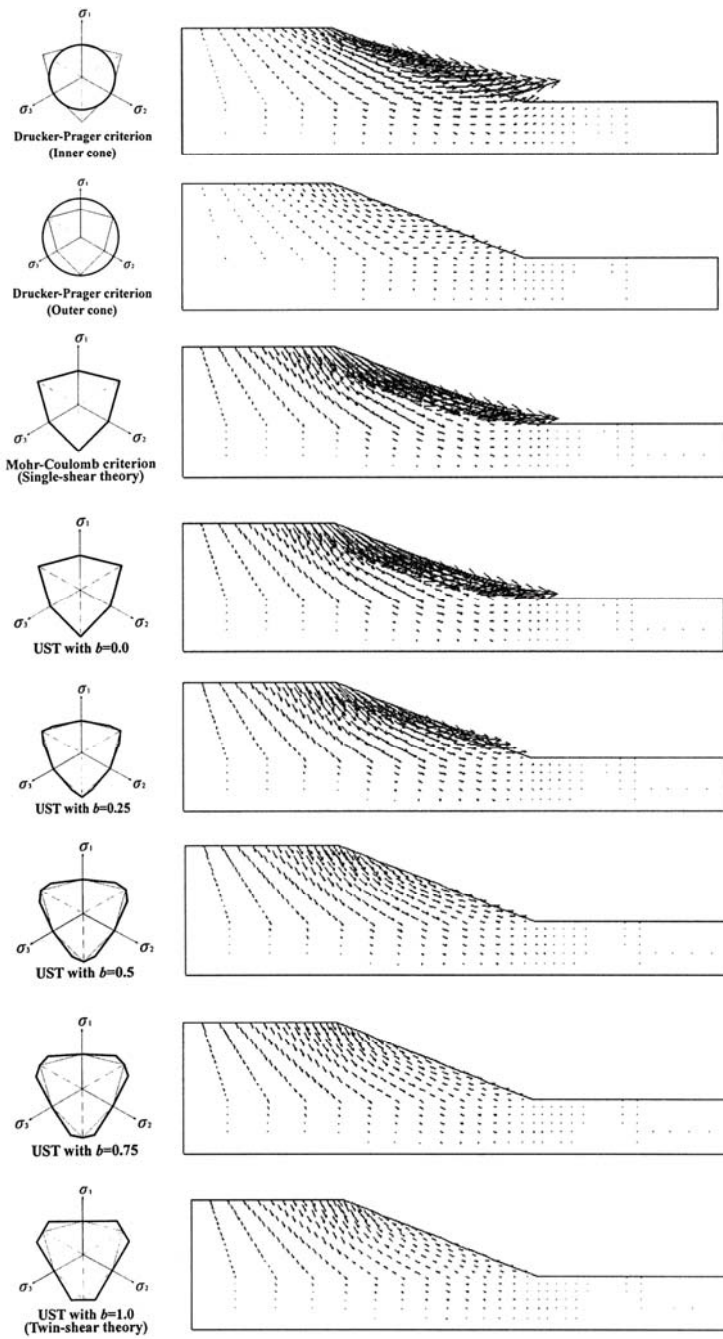 σ1
σ3 σ2
Drucker-Prager criterion
(Inner cone)
σ1
σ3 σ2
Drucker-Prager criterion
(Outer cone)
σ1
σ3 σ2
Mohr-Coulomb criterion
(Single-shear theory)
σ1
σ3 σ2
UST with b=0.0
σ1
σ3 σ2
UST with b=0.25
σ1
σ3 σ2
UST with b=0.5
σ1
σ3 σ2
UST with b=0.75
σ1
σ3 σ2
UST with b=1.0
(Twin-shear theory)